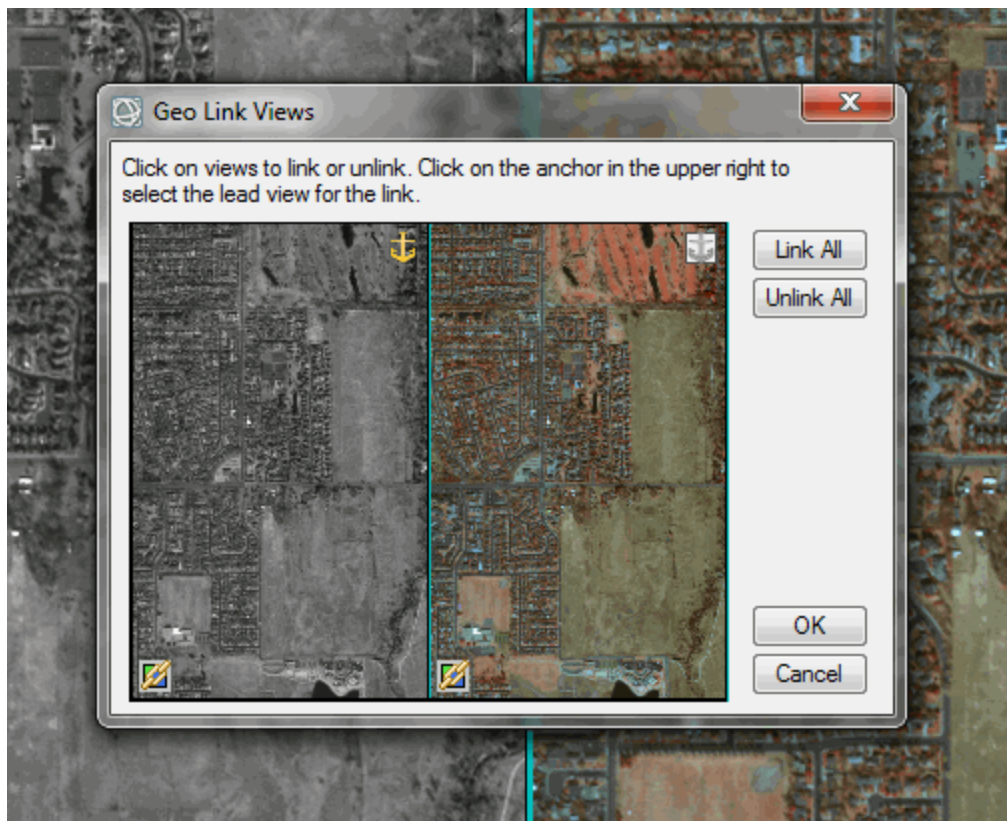 Geo Link Views
Click on views to link or unlink. Click on the anchor in the upper right to
select the lead view for the link.
Link All
Unlink All
OK
Cancel